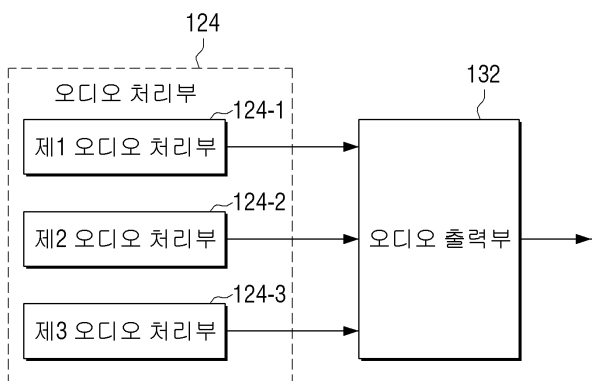 124
오디오 처리부
124-1
제1 오디오 처리부
132
124-2
제2 오디오 처리부
오디오 출력부
124-3
제3 오디오 처리부